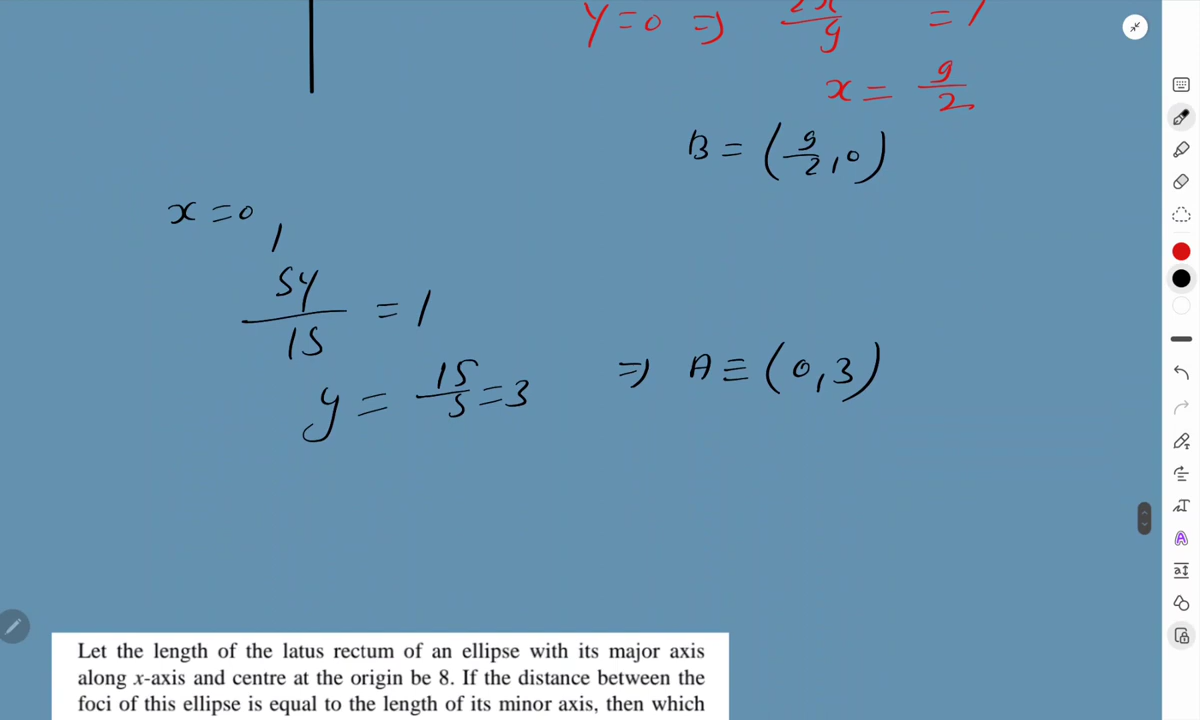 y = 0 ⇒ 2x/9 = 1
x = 9/2
B = (9/2, 0)
x = 0,
5y/15 = 1
y = 15/5 = 3 ⇒ A ≡ (0, 3)
Let the length of the latus rectum of an ellipse with its major axis
along x-axis and centre at the origin be 8. If the distance between the
foci of this ellipse is equal to the length of its minor axis, then which